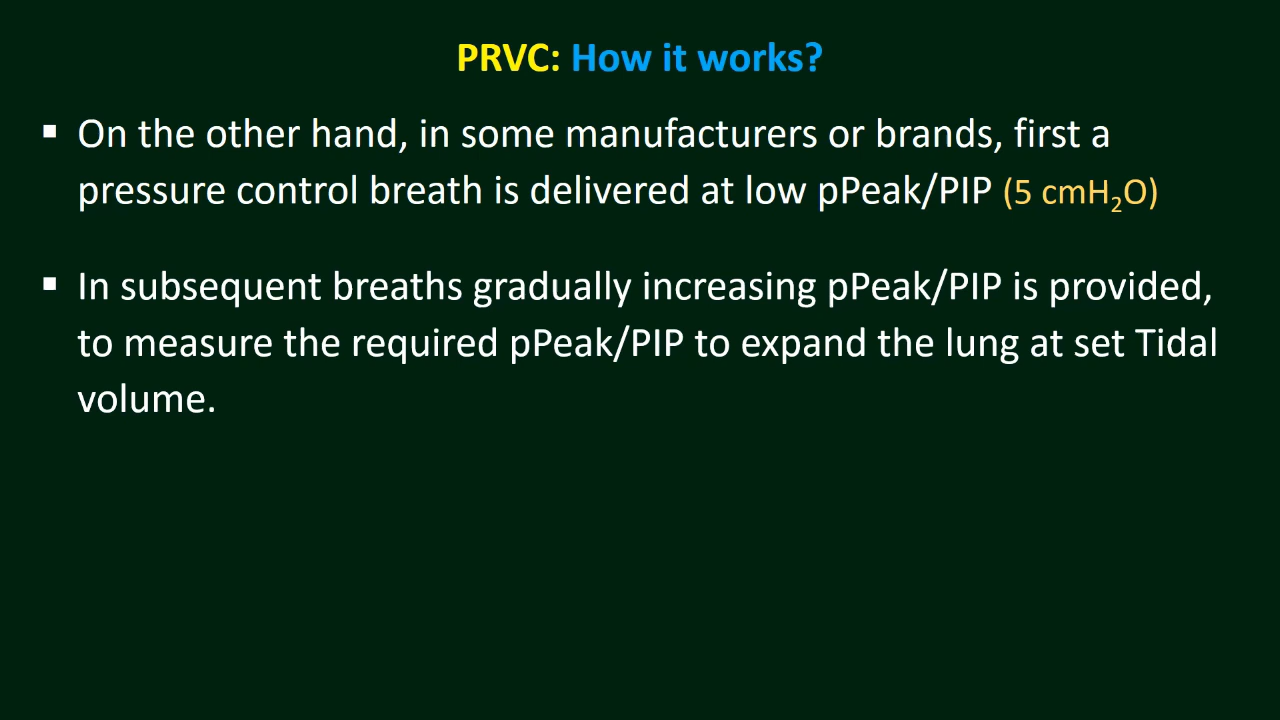 PRVC: How it works?
▪ On the other hand, in some manufacturers or brands, first a
pressure control breath is delivered at low pPeak/PIP (5 cmH₂O)
▪ In subsequent breaths gradually increasing pPeak/PIP is provided,
to measure the required pPeak/PIP to expand the lung at set Tidal
volume.